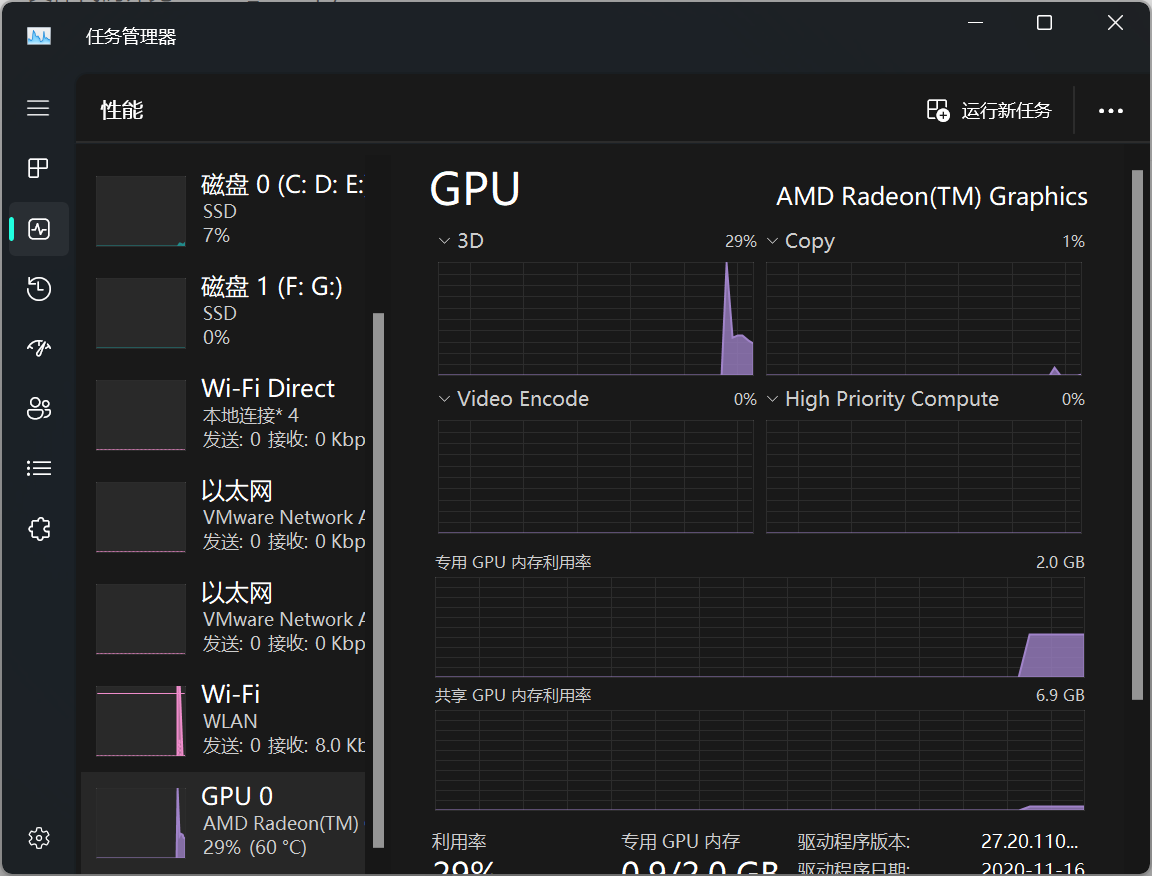 任务管理器
性能
运行新任务
磁盘 0 (C: D: E:
SSD
7%
磁盘 1 (F: G:)
SSD
0%
Wi-Fi Direct
本地连接* 4
发送: 0 接收: 0 Kbp
以太网
VMware Network A
发送: 0 接收: 0 Kbp
以太网
VMware Network A
发送: 0 接收: 0 Kbp
Wi-Fi
WLAN
发送: 0 接收: 8.0 Kb
GPU 0
AMD Radeon(TM)
29% (60 °C)
GPU
AMD Radeon(TM) Graphics
3D 29%
Copy 1%
Video Encode 0%
High Priority Compute 0%
专用 GPU 内存利用率 2.0 GB
共享 GPU 内存利用率 6.9 GB
利用率
29%
专用 GPU 内存
0.9/2.0 GB
驱动程序版本: 27.20.110...
驱动程序日期: 2020-11-16